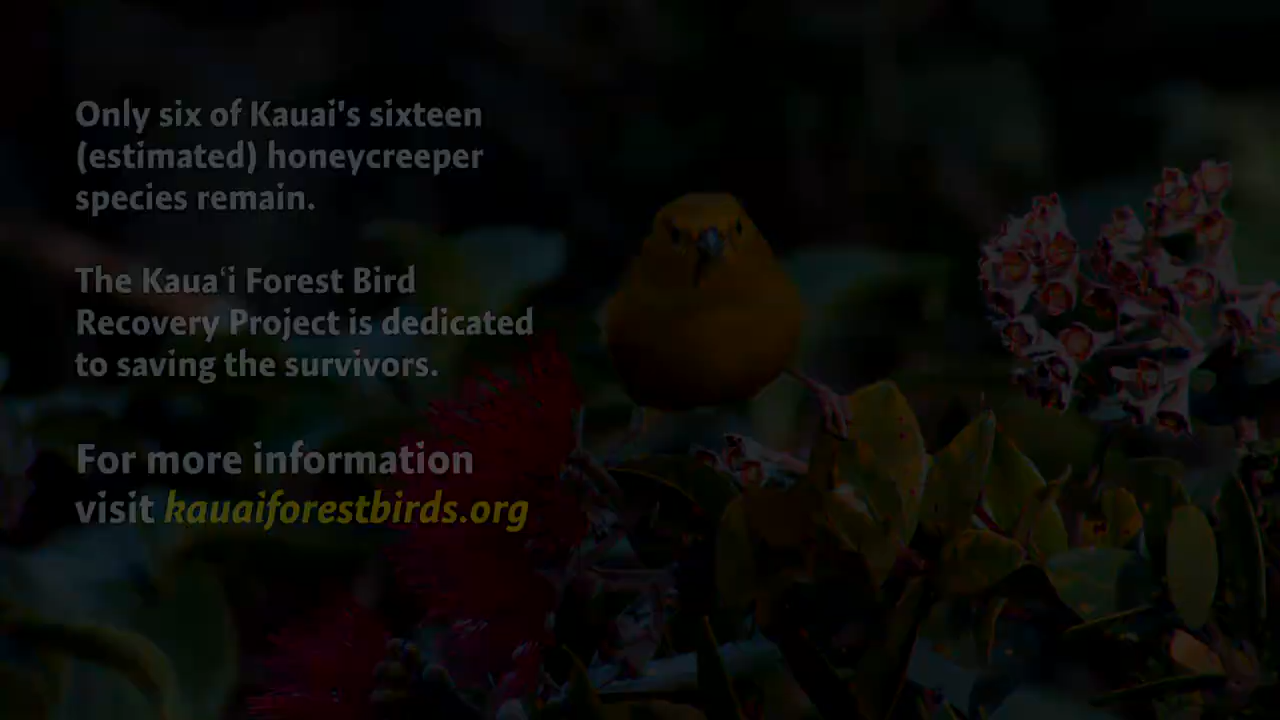 Only six of Kauai's sixteen
(estimated) honeycreeper
species remain.
The Kauaʻi Forest Bird
Recovery Project is dedicated
to saving the survivors.
For more information
visit kauaiforestbirds.org